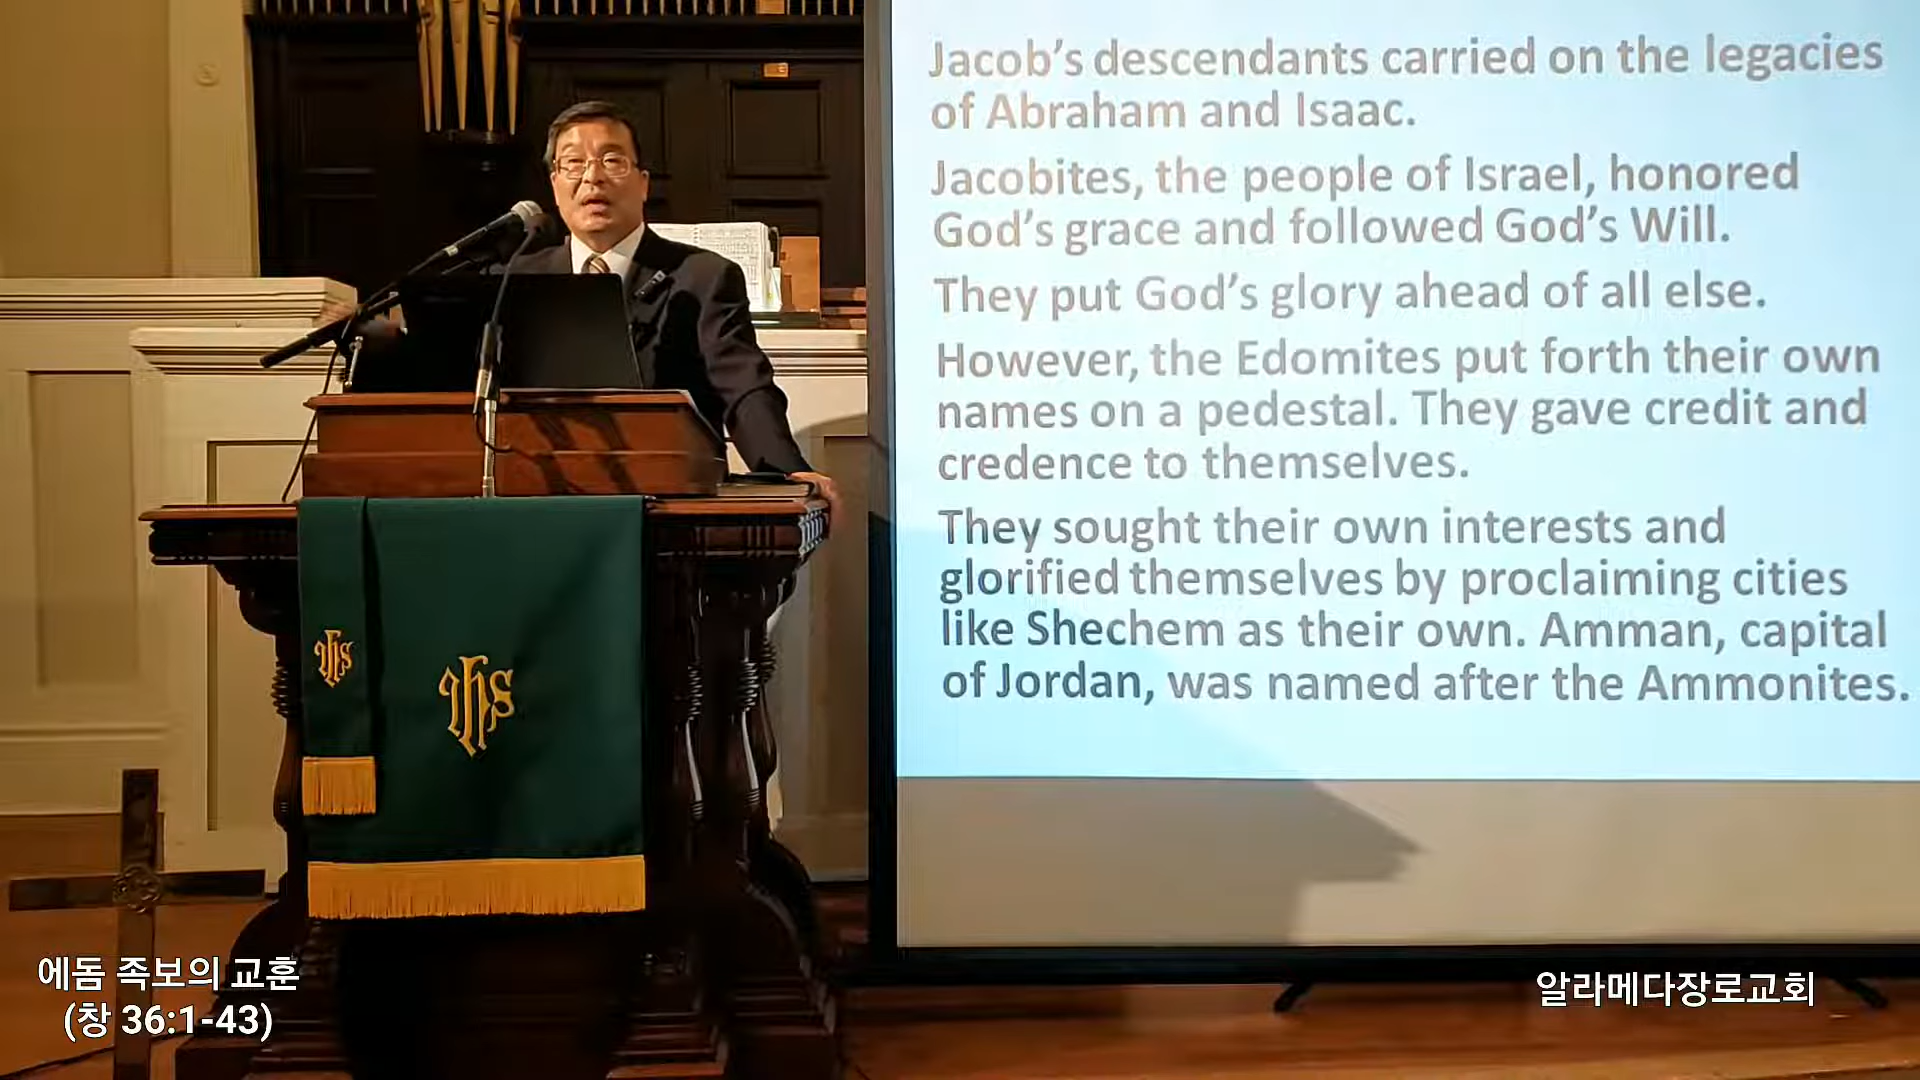 Jacob’s descendants carried on the legacies
of Abraham and Isaac.
Jacobites, the people of Israel, honored
God’s grace and followed God’s Will.
They put God’s glory ahead of all else.
However, the Edomites put forth their own
names on a pedestal. They gave credit and
credence to themselves.
They sought their own interests and
glorified themselves by proclaiming cities
like Shechem as their own. Amman, capital
of Jordan, was named after the Ammonites.
IHS
IHS
에돔 족보의 교훈
(창 36:1-43)
알라메다장로교회